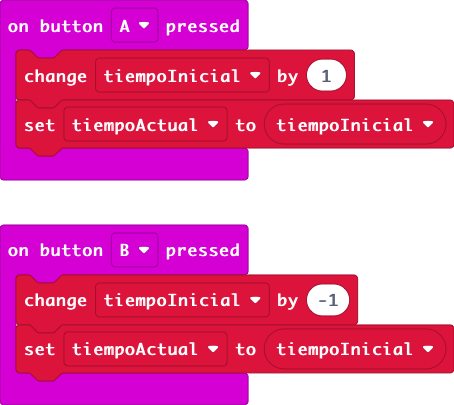 on button A pressed
change tiempoInicial by 1
set tiempoActual to tiempoInicial
on button B pressed
change tiempoInicial by -1
set tiempoActual to tiempoInicial